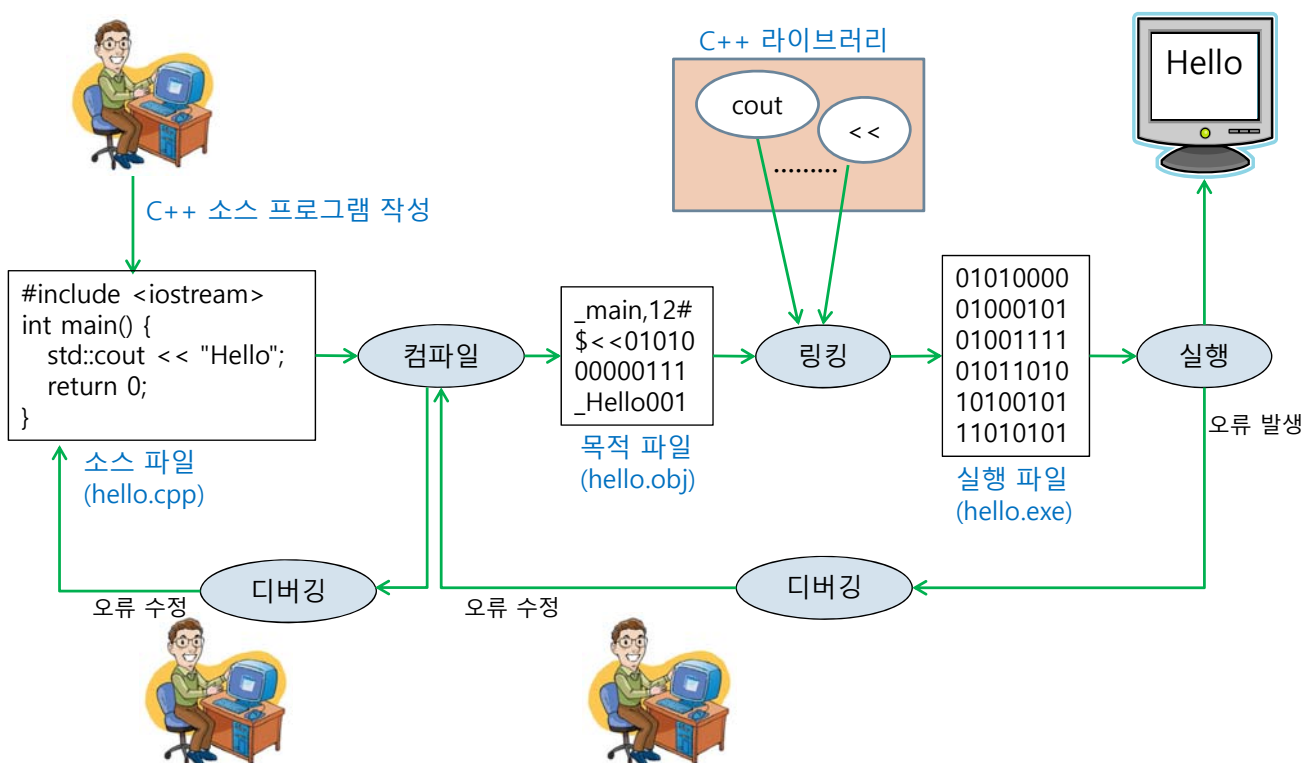 C++ 라이브러리
cout
<<
.........
Hello
C++ 소스 프로그램 작성
#include <iostream>
int main() {
std::cout << "Hello";
return 0;
}
소스 파일
(hello.cpp)
컴파일
_main,12#
$<<01010
00000111
_Hello001
목적 파일
(hello.obj)
링킹
01010000
01000101
01001111
01011010
10100101
11010101
실행 파일
(hello.exe)
실행
오류 발생
디버깅
오류 수정
디버깅
오류 수정